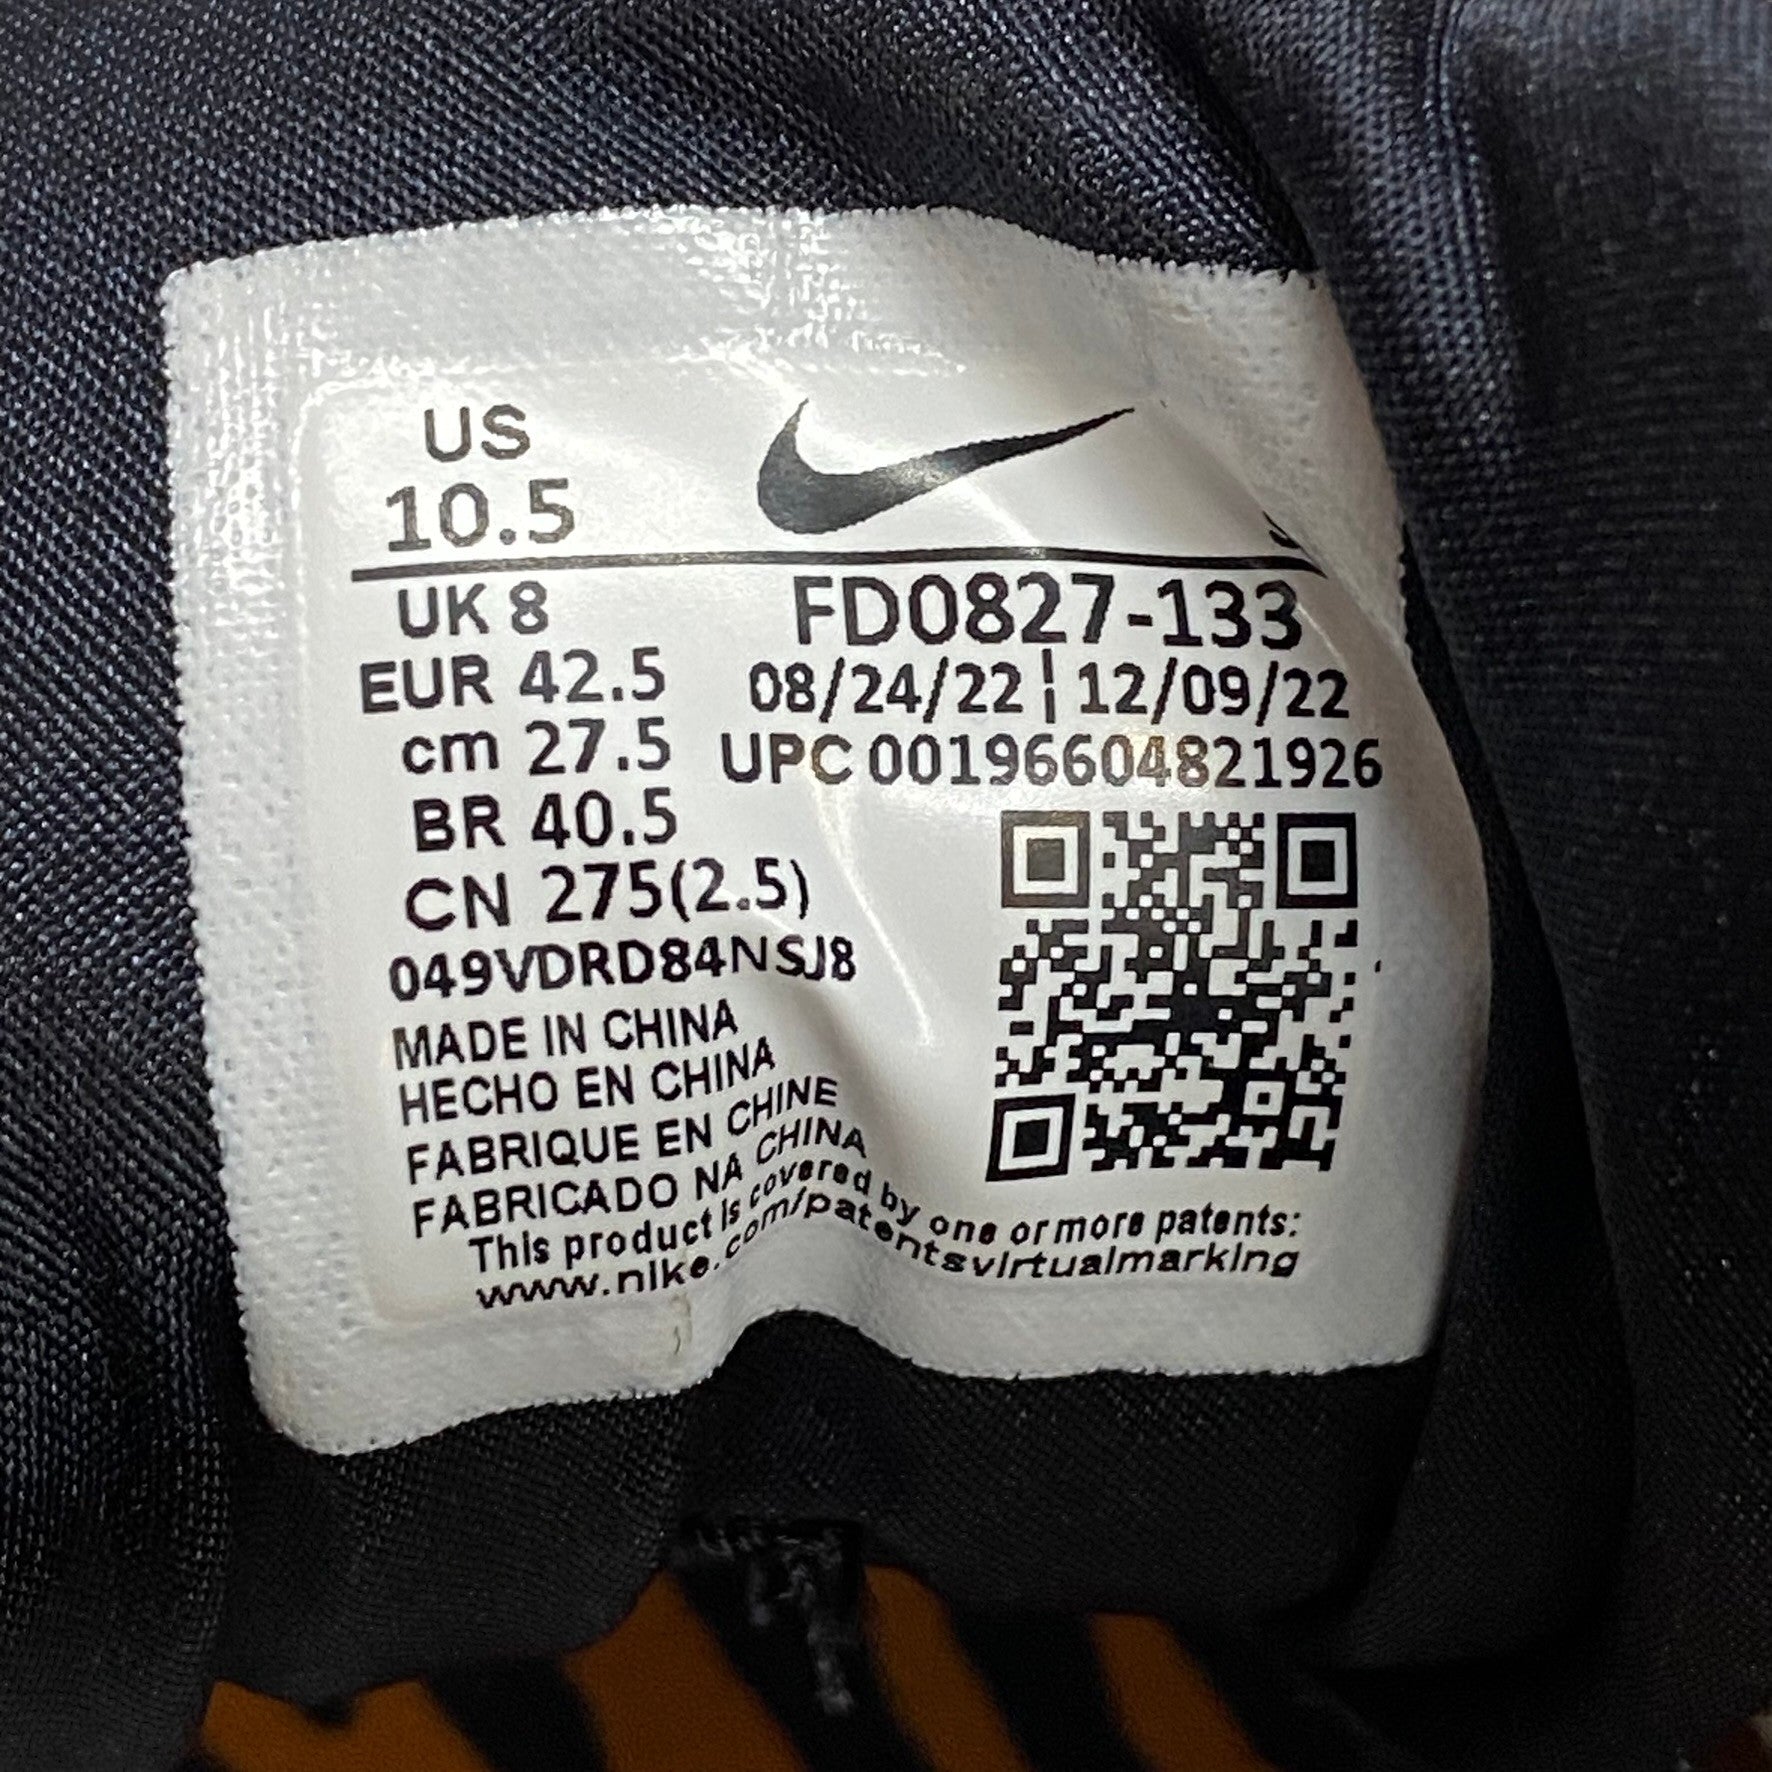 US
10.5
UK 8
EUR 42.5
cm 27.5
BR 40.5
CN 275(2.5)
049VDRD84NSJ8
MADE IN CHINA
HECHO EN CHINA
FABRIQUE EN CHINE
FABRICADO NA CHINA
FD0827-133
08/24/22 ¦ 12/09/22
UPC 00196604821926
This product is covered by one or more patents:
www.nike.com/patentsvirtualmarking